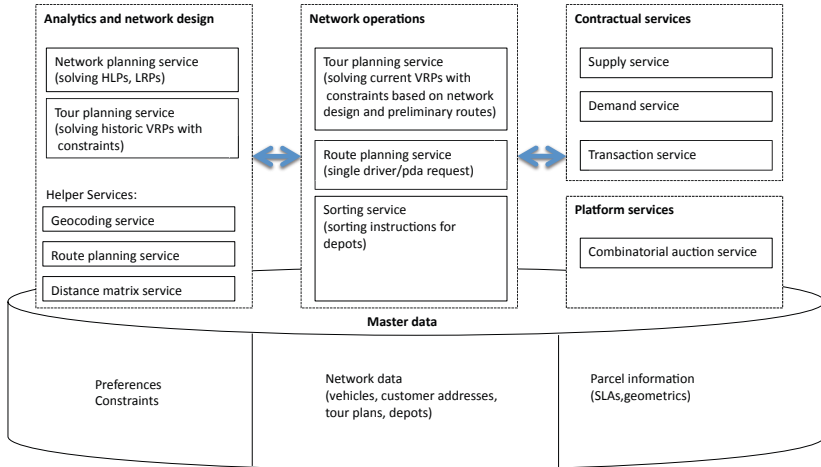 Analytics and network design
Network planning service
(solving HLPs, LRPs)
Tour planning service
(solving historic VRPs with
constraints)
Helper Services:
Geocoding service
Route planning service
Distance matrix service
Network operations
Tour planning service
(solving current VRPs with
constraints based on network
design and preliminary routes)
Route planning service
(single driver/pda request)
Sorting service
(sorting instructions for
depots)
Contractual services
Supply service
Demand service
Transaction service
Platform services
Combinatorial auction service
Master data
Preferences
Constraints
Network data
(vehicles, customer addresses,
tour plans, depots)
Parcel information
(SLAs,geometrics)